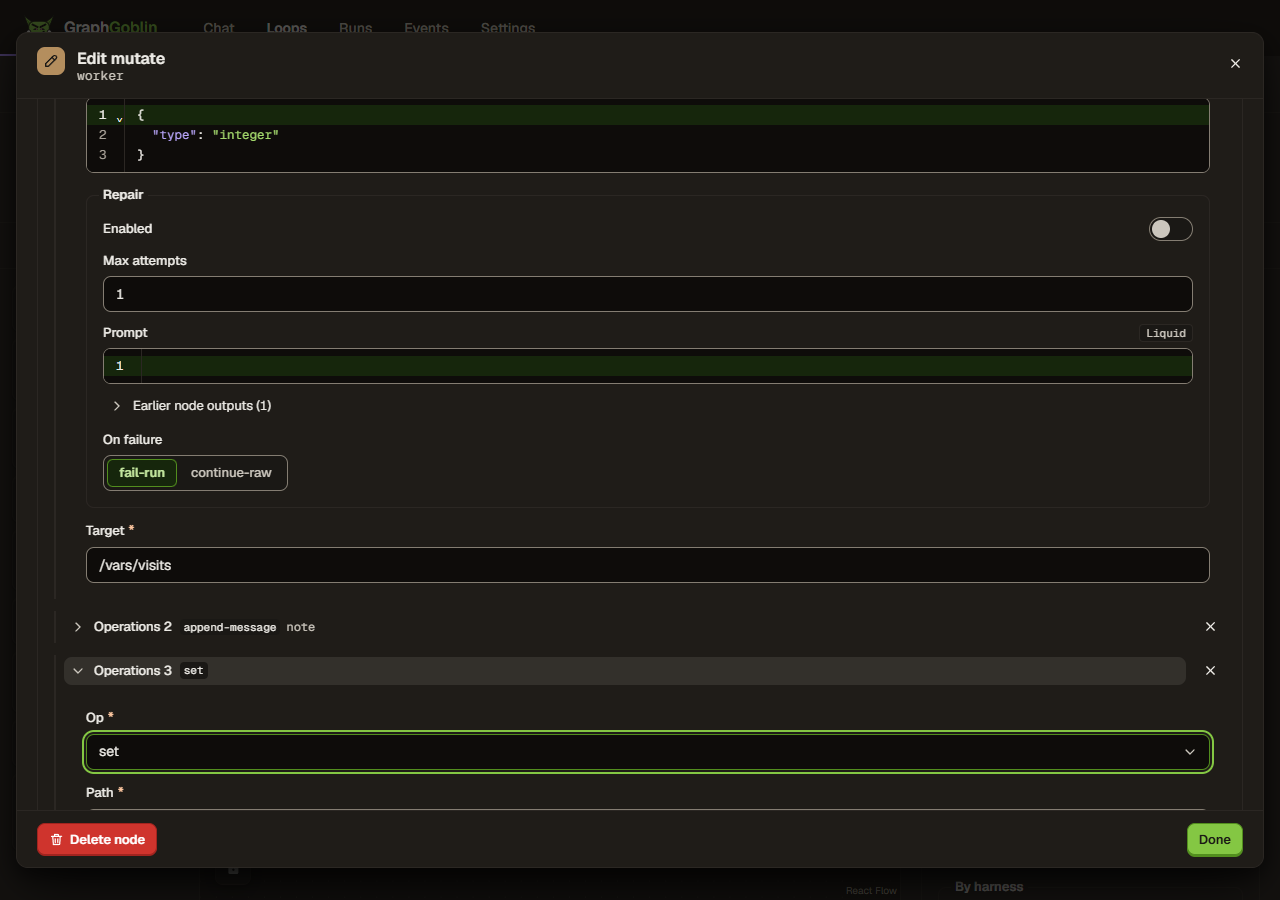 GraphGoblin Chat Loops Runs Events Settings
Edit mutate
worker
1 {
2 "type": "integer"
3 }
Repair
Enabled
Max attempts
1
Prompt Liquid
1
Earlier node outputs (1)
On failure
fail-run continue-raw
Target *
/vars/visits
Operations 2 append-message note
Operations 3 set
Op *
set
Path *
Delete node Done
React Flow By harness